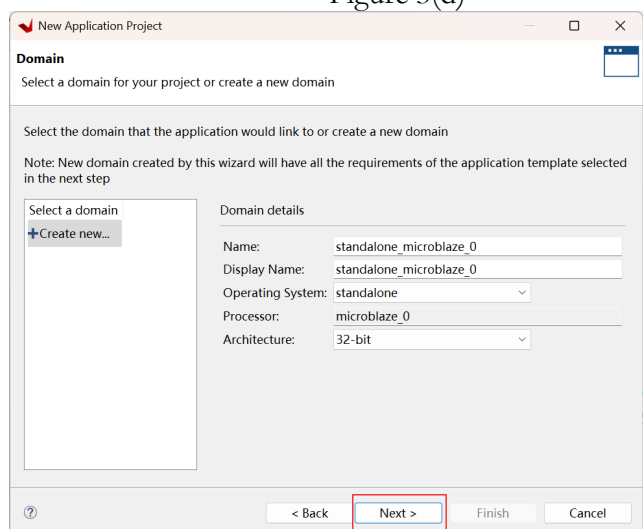 Figure 3(d)
New Application Project
Domain
Select a domain for your project or create a new domain
Select the domain that the application would link to or create a new domain
Note: New domain created by this wizard will have all the requirements of the application template selected
in the next step
Select a domain
+Create new...
Domain details
Name: standalone_microblaze_0
Display Name: standalone_microblaze_0
Operating System: standalone
Processor: microblaze_0
Architecture: 32-bit
? < Back Next > Finish Cancel